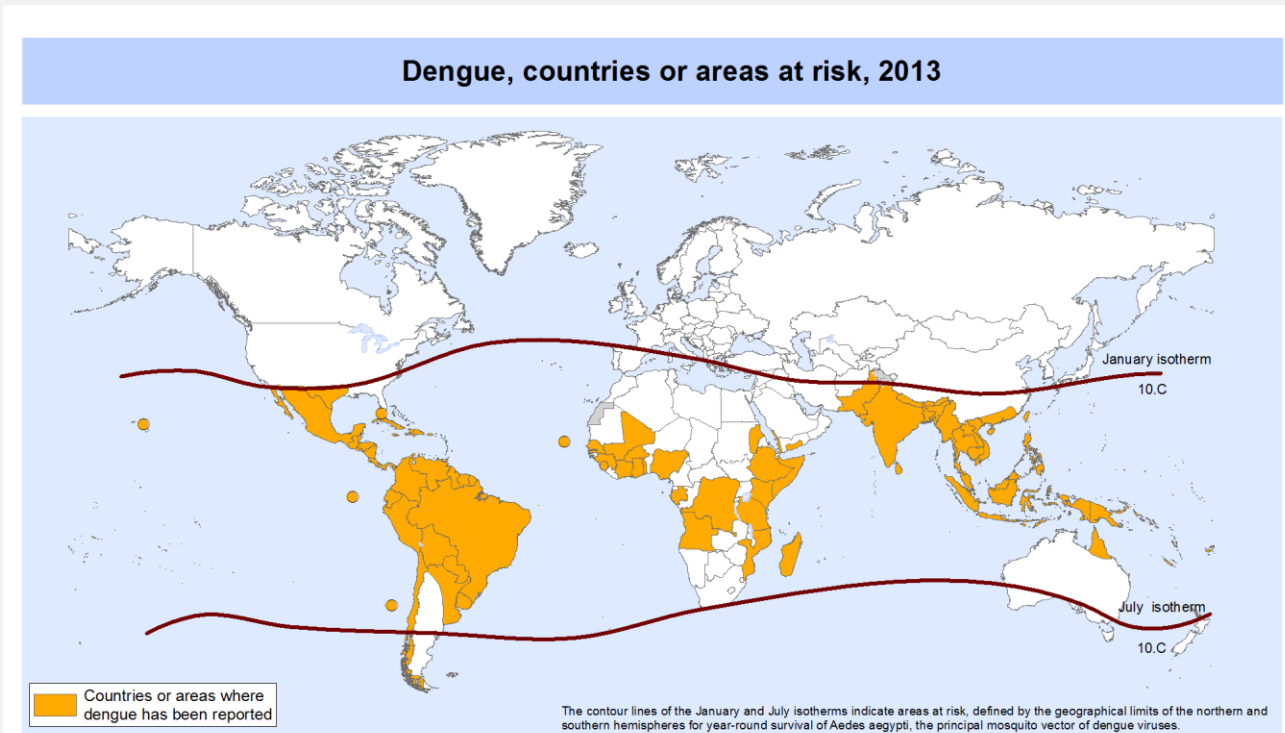 Dengue, countries or areas at risk, 2013
January isotherm
10.C
July isotherm
10.C
Countries or areas where
dengue has been reported
The contour lines of the January and July isotherms indicate areas at risk, defined by the geographical limits of the northern and
southern hemispheres for year-round survival of Aedes aegypti, the principal mosquito vector of dengue viruses.